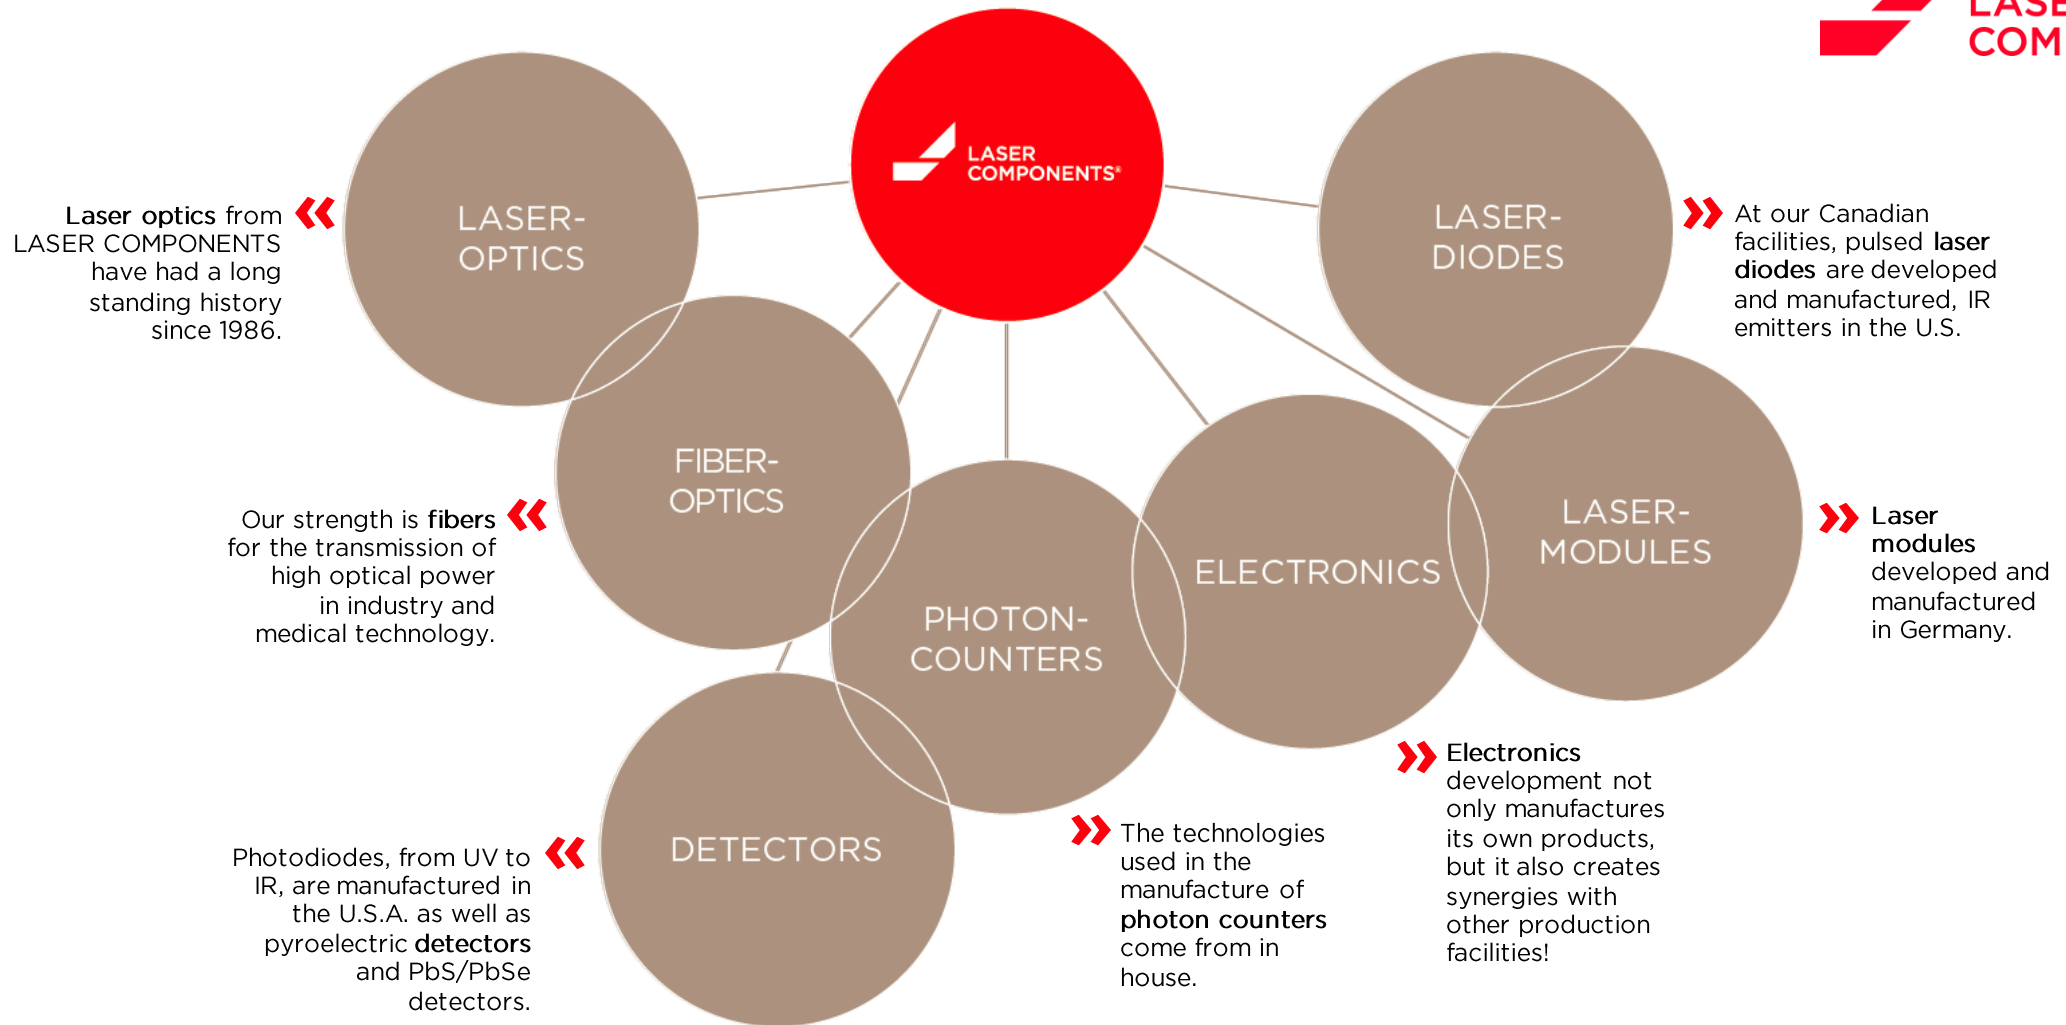 LASE
COM
LASER
COMPONENTS®
LASER-
OPTICS
Laser optics from
LASER COMPONENTS
have had a long
standing history
since 1986.
LASER-
DIODES
At our Canadian
facilities, pulsed laser
diodes are developed
and manufactured, IR
emitters in the U.S.
FIBER-
OPTICS
Our strength is fibers
for the transmission of
high optical power
in industry and
medical technology.
LASER-
MODULES
Laser
modules
developed and
manufactured
in Germany.
ELECTRONICS
Electronics
development not
only manufactures
its own products,
but it also creates
synergies with
other production
facilities!
PHOTON-
COUNTERS
The technologies
used in the
manufacture of
photon counters
come from in
house.
DETECTORS
Photodiodes, from UV to
IR, are manufactured in
the U.S.A. as well as
pyroelectric detectors
and PbS/PbSe
detectors.